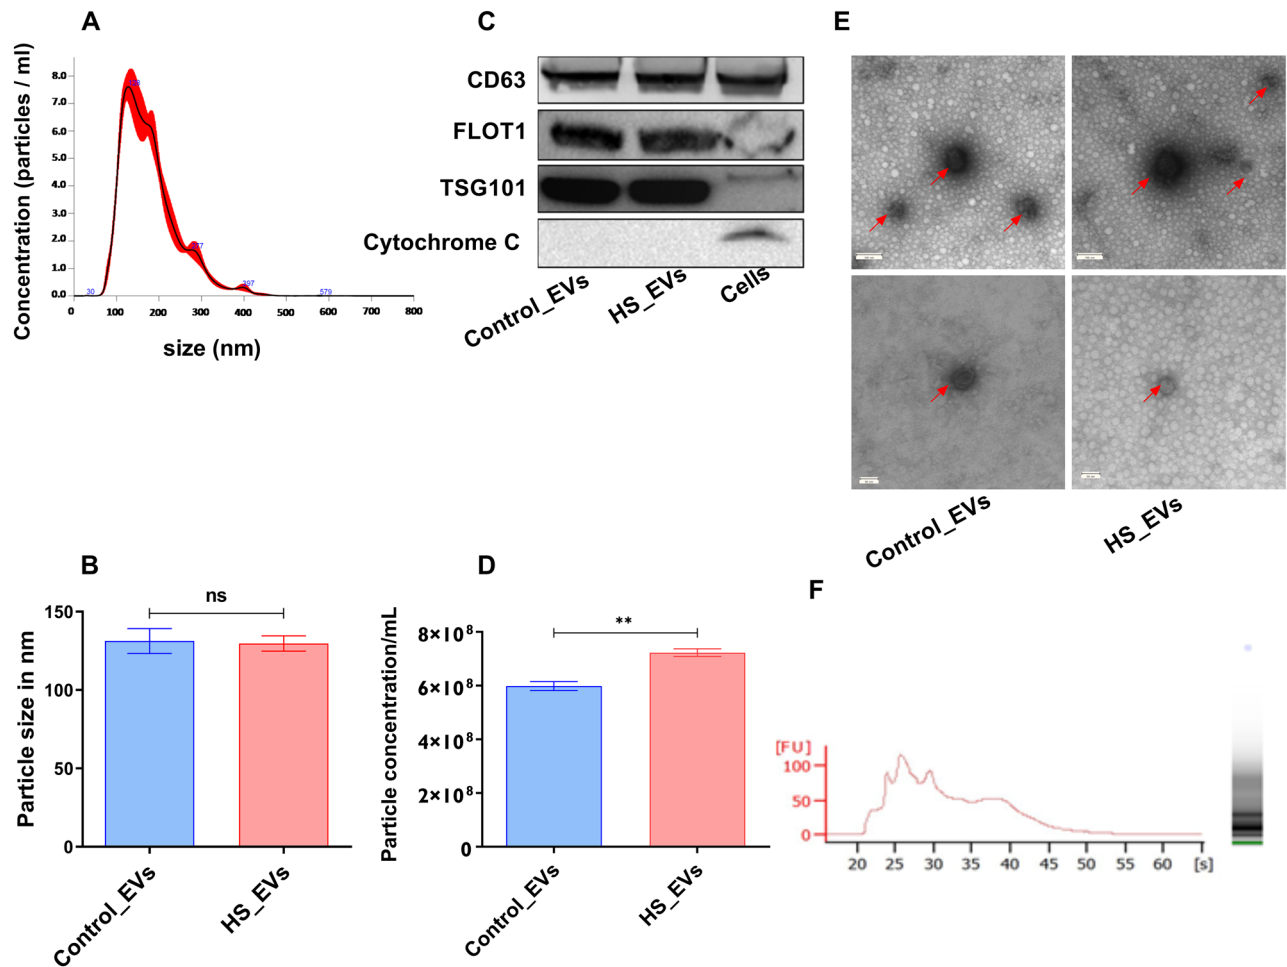 A
Concentration (particles / ml)
8.0
7.0
6.0
5.0
4.0
3.0
2.0
1.0
0.0
30
397
579
0 100 200 300 400 500 600 700 800
size (nm)
C
CD63
FLOT1
TSG101
Cytochrome C
Control_EVs
HS_EVs
Cells
E
Control_EVs
HS_EVs
B
Particle size in nm
150
100
50
0
ns
Control_EVs
HS_EVs
D
Particle concentration/mL
8×10⁸
6×10⁸
4×10⁸
2×10⁸
0
**
Control_EVs
HS_EVs
F
[FU]
100
50
0
20 25 30 35 40 45 50 55 60 [s]